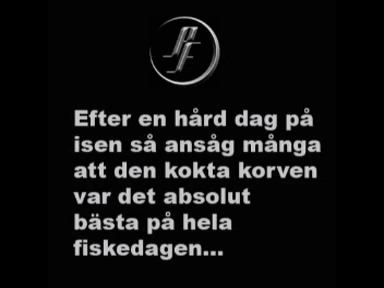 PF
Efter en hård dag på
isen så ansåg många
att den kokta korven
var det absolut
bästa på hela
fiskedagen...